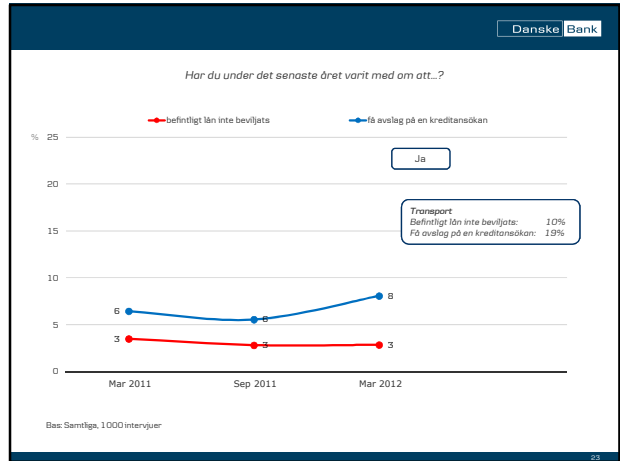 Danske Bank
Har du under det senaste året varit med om att...?
befintligt lån inte beviljats
få avslag på en kreditansökan
% 25
Ja
20
Transport
Befintligt lån inte beviljats: 10%
Få avslag på en kreditansökan: 19%
15
10
8
6
6
5
3
3
3
0
Mar 2011 Sep 2011 Mar 2012
Bas: Samtliga, 1000 intervjuer
23